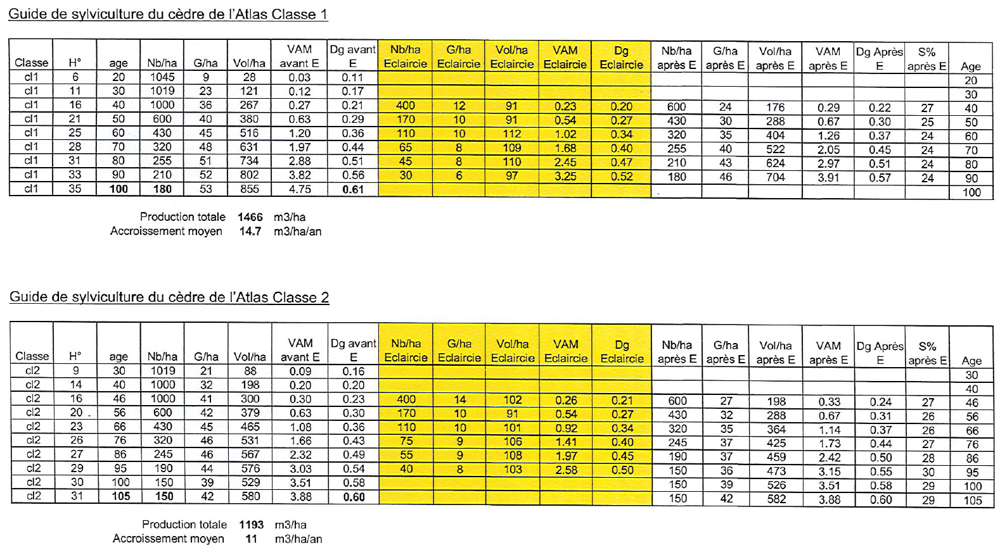 Guide de sylviculture du cèdre de l'Atlas Classe 1
Classe H° age Nb/ha G/ha Vol/ha VAM avant E Dg avant E Nb/ha Eclaircie G/ha Eclaircie Vol/ha Eclaircie VAM Eclaircie Dg Eclaircie Nb/ha après E G/ha après E Vol/ha après E VAM après E Dg Après E S% après E Age
cl1 6 20 1045 9 28 0.03 0.11 20
cl1 11 30 1019 23 121 0.12 0.17 30
cl1 16 40 1000 36 267 0.27 0.21 400 12 91 0.23 0.20 600 24 176 0.29 0.22 27 40
cl1 21 50 600 40 380 0.63 0.29 170 10 91 0.54 0.27 430 30 288 0.67 0.30 25 50
cl1 25 60 430 45 516 1.20 0.36 110 10 112 1.02 0.34 320 35 404 1.26 0.37 24 60
cl1 28 70 320 48 631 1.97 0.44 65 8 109 1.68 0.40 255 40 522 2.05 0.45 24 70
cl1 31 80 255 51 734 2.88 0.51 45 8 110 2.45 0.47 210 43 624 2.97 0.51 24 80
cl1 33 90 210 52 802 3.82 0.56 30 6 97 3.25 0.52 180 46 704 3.91 0.57 24 90
cl1 35 100 180 53 855 4.75 0.61 100
Production totale 1466 m3/ha
Accroissement moyen 14.7 m3/ha/an
Guide de sylviculture du cèdre de l'Atlas Classe 2
Classe H° age Nb/ha G/ha Vol/ha VAM avant E Dg avant E Nb/ha Eclaircie G/ha Eclaircie Vol/ha Eclaircie VAM Eclaircie Dg Eclaircie Nb/ha après E G/ha après E Vol/ha après E VAM après E Dg Après E S% après E Age
cl2 9 30 1019 21 88 0.09 0.16 30
cl2 14 40 1000 32 198 0.20 0.20 40
cl2 16 46 1000 41 300 0.30 0.23 400 14 102 0.26 0.21 600 27 198 0.33 0.24 27 46
cl2 20 56 600 42 379 0.63 0.30 170 10 91 0.54 0.27 430 32 288 0.67 0.31 26 56
cl2 23 66 430 45 465 1.08 0.36 110 10 101 0.92 0.34 320 35 364 1.14 0.37 26 66
cl2 26 76 320 46 531 1.66 0.43 75 9 106 1.41 0.40 245 37 425 1.73 0.44 27 76
cl2 27 86 245 46 567 2.32 0.49 55 9 108 1.97 0.45 190 37 459 2.42 0.50 28 86
cl2 29 95 190 44 576 3.03 0.54 40 8 103 2.58 0.50 150 36 473 3.15 0.55 30 95
cl2 30 100 150 39 529 3.51 0.58 150 39 526 3.51 0.58 29 100
cl2 31 105 150 42 580 3.88 0.60 150 42 582 3.88 0.60 29 105
Production totale 1193 m3/ha
Accroissement moyen 11 m3/ha/an